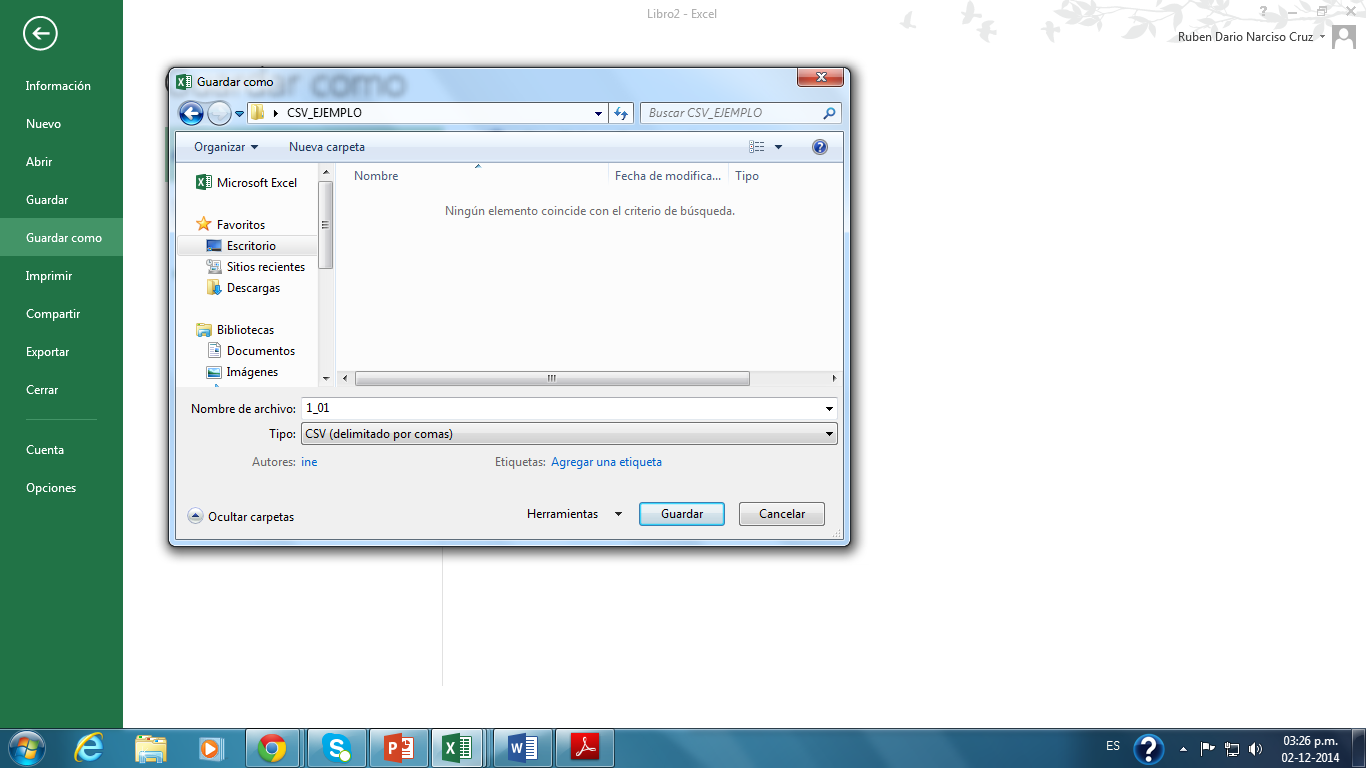 Libro2 - Excel
Ruben Dario Narciso Cruz
Información
Nuevo
Abrir
Guardar
Guardar como
Imprimir
Compartir
Exportar
Cerrar
Cuenta
Opciones
Guardar como
Guardar como
CSV_EJEMPLO
Buscar CSV_EJEMPLO
Organizar
Nueva carpeta
Microsoft Excel
Favoritos
Escritorio
Sitios recientes
Descargas
Bibliotecas
Documentos
Imágenes
Nombre
Fecha de modifica...
Tipo
Ningún elemento coincide con el criterio de búsqueda.
Nombre de archivo: 1_01
Tipo: CSV (delimitado por comas)
Autores: ine
Etiquetas: Agregar una etiqueta
Ocultar carpetas
Herramientas
Guardar
Cancelar
ES
03:26 p.m.
02-12-2014